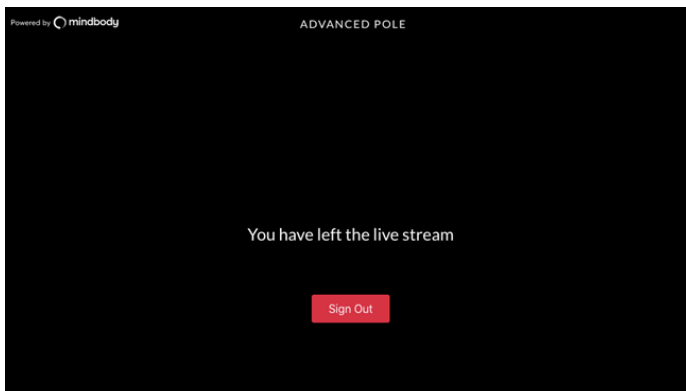 Powered by mindbody
ADVANCED POLE
You have left the live stream
Sign Out